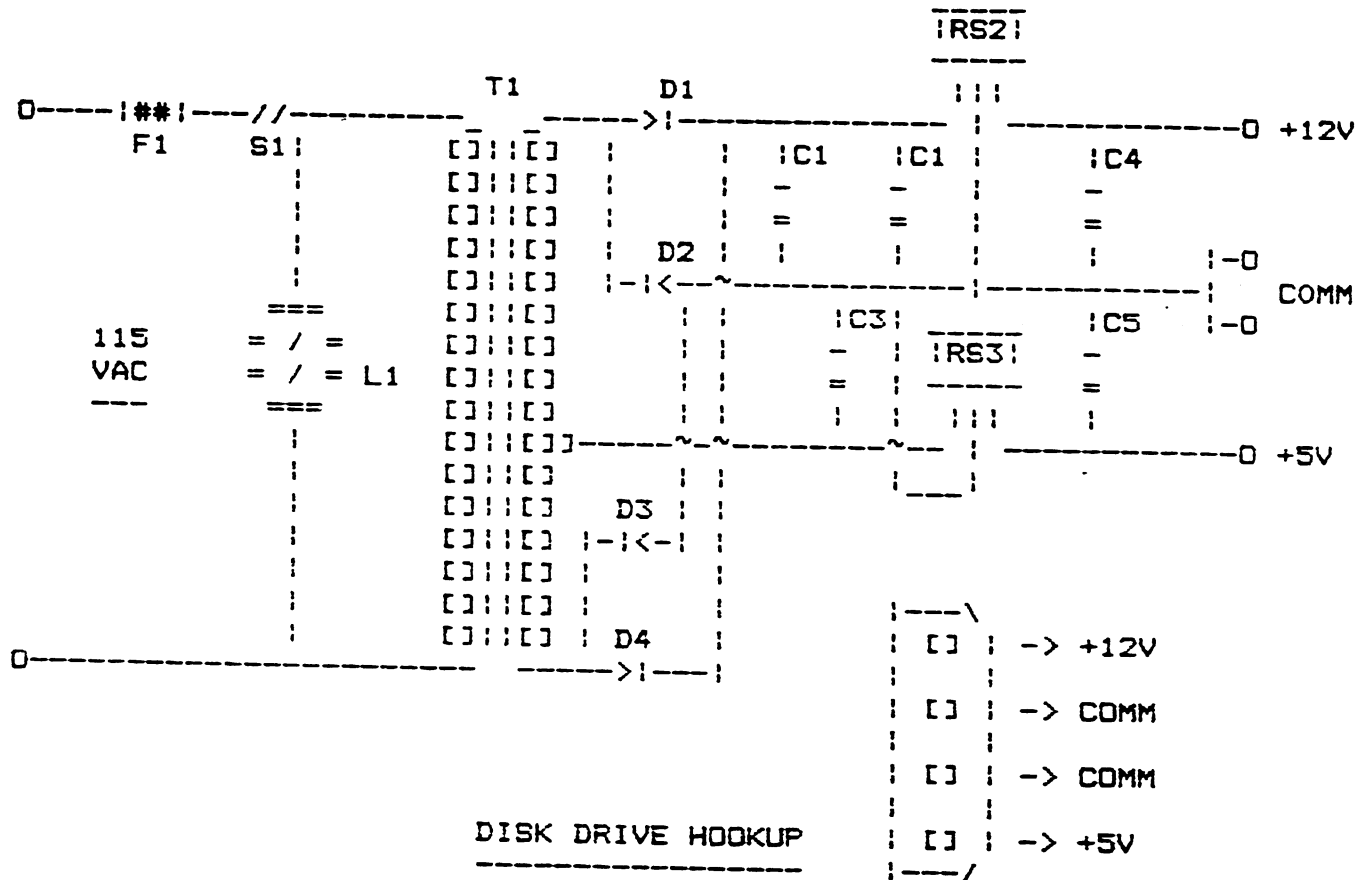 RS2
T1 D1
+12V
F1 S1 C1 C1 C4
D2
COMM
C3 C5
115 RS3
VAC L1
+5V
D3
D4
-> +12V
-> COMM
-> COMM
DISK DRIVE HOOKUP -> +5V